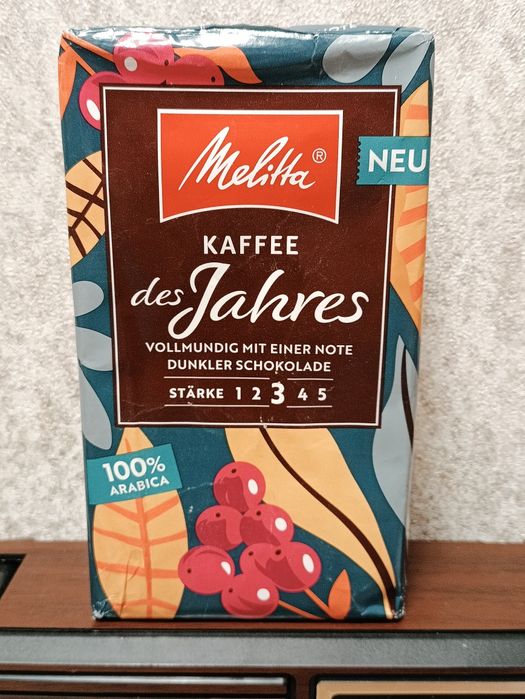 Melitta®
NEU
KAFFEE
des Jahres
VOLLMUNDIG MIT EINER NOTE
DUNKLER SCHOKOLADE
STÄRKE 1 2 3 4 5
100%
ARABICA